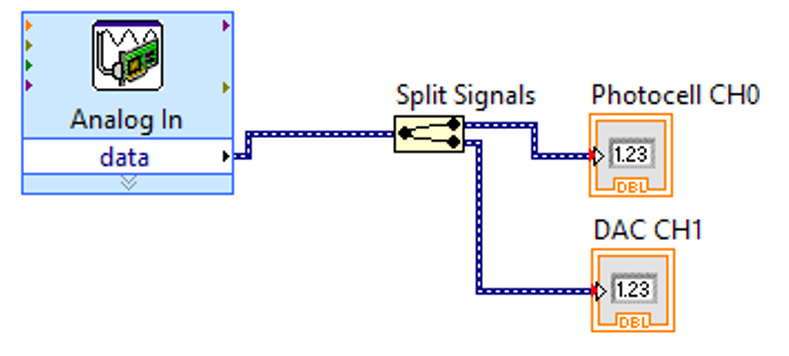 Analog In
data
Split Signals
Photocell CH0
1.23
DBL
DAC CH1
1.23
DBL